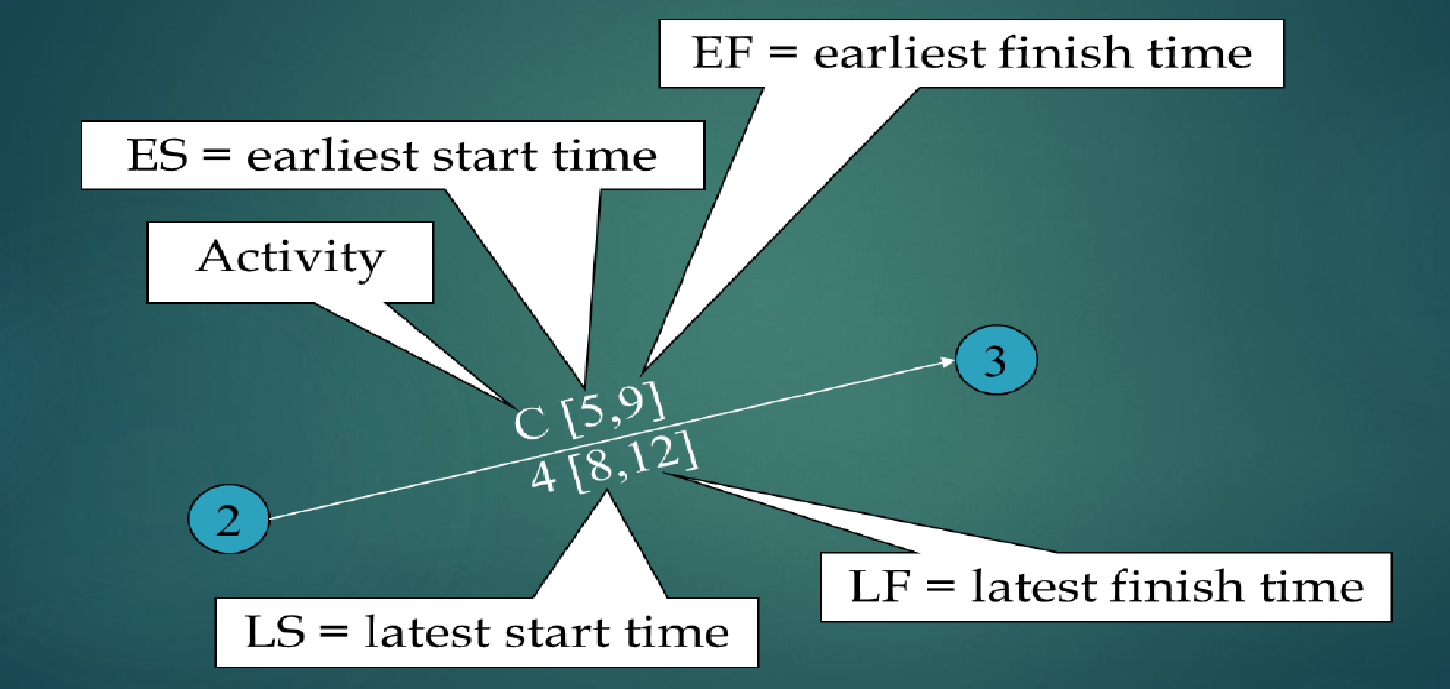 EF = earliest finish time
ES = earliest start time
Activity
3
C [5,9]
4 [8,12]
2
LF = latest finish time
LS = latest start time